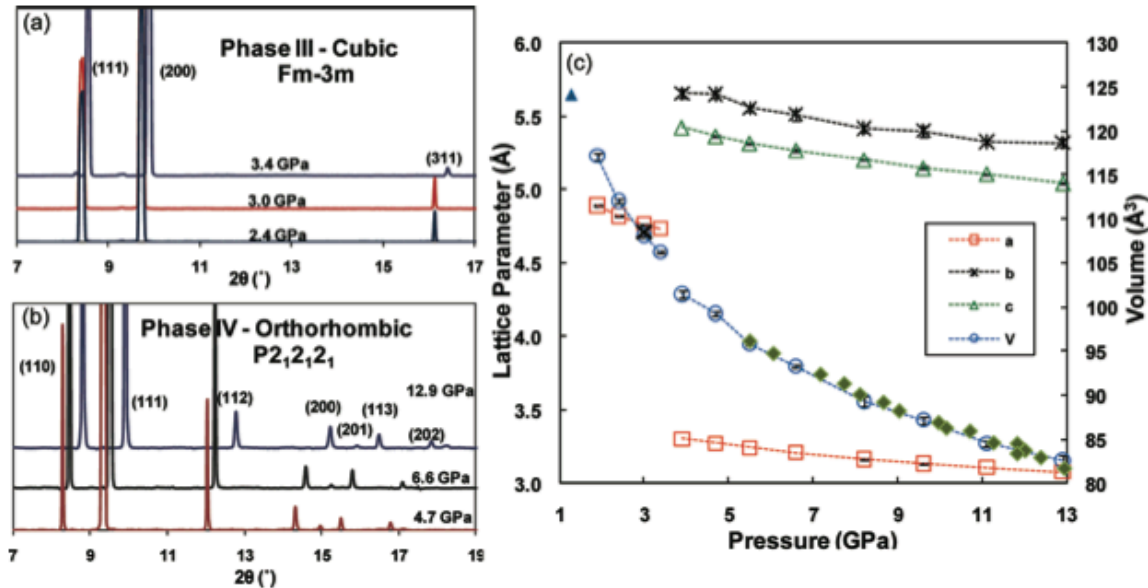 (a)
Phase III - Cubic
Fm-3m
(111)
(200)
3.4 GPa
(311)
3.0 GPa
2.4 GPa
7 9 11 13 15 17
2θ (°)
(b)
Phase IV - Orthorhombic
P2₁2₁2₁
(110)
(111)
(112)
12.9 GPa
(200)
(201)
(113)
(202)
6.6 GPa
4.7 GPa
7 9 11 13 15 17 19
2θ (°)
(c)
Lattice Parameter (Å)
6.0
5.5
5.0
4.5
4.0
3.5
3.0
130
125
120
115
110
105
100
95
90
85
80
Volume (Å³)
a
b
c
V
1 3 5 7 9 11 13
Pressure (GPa)